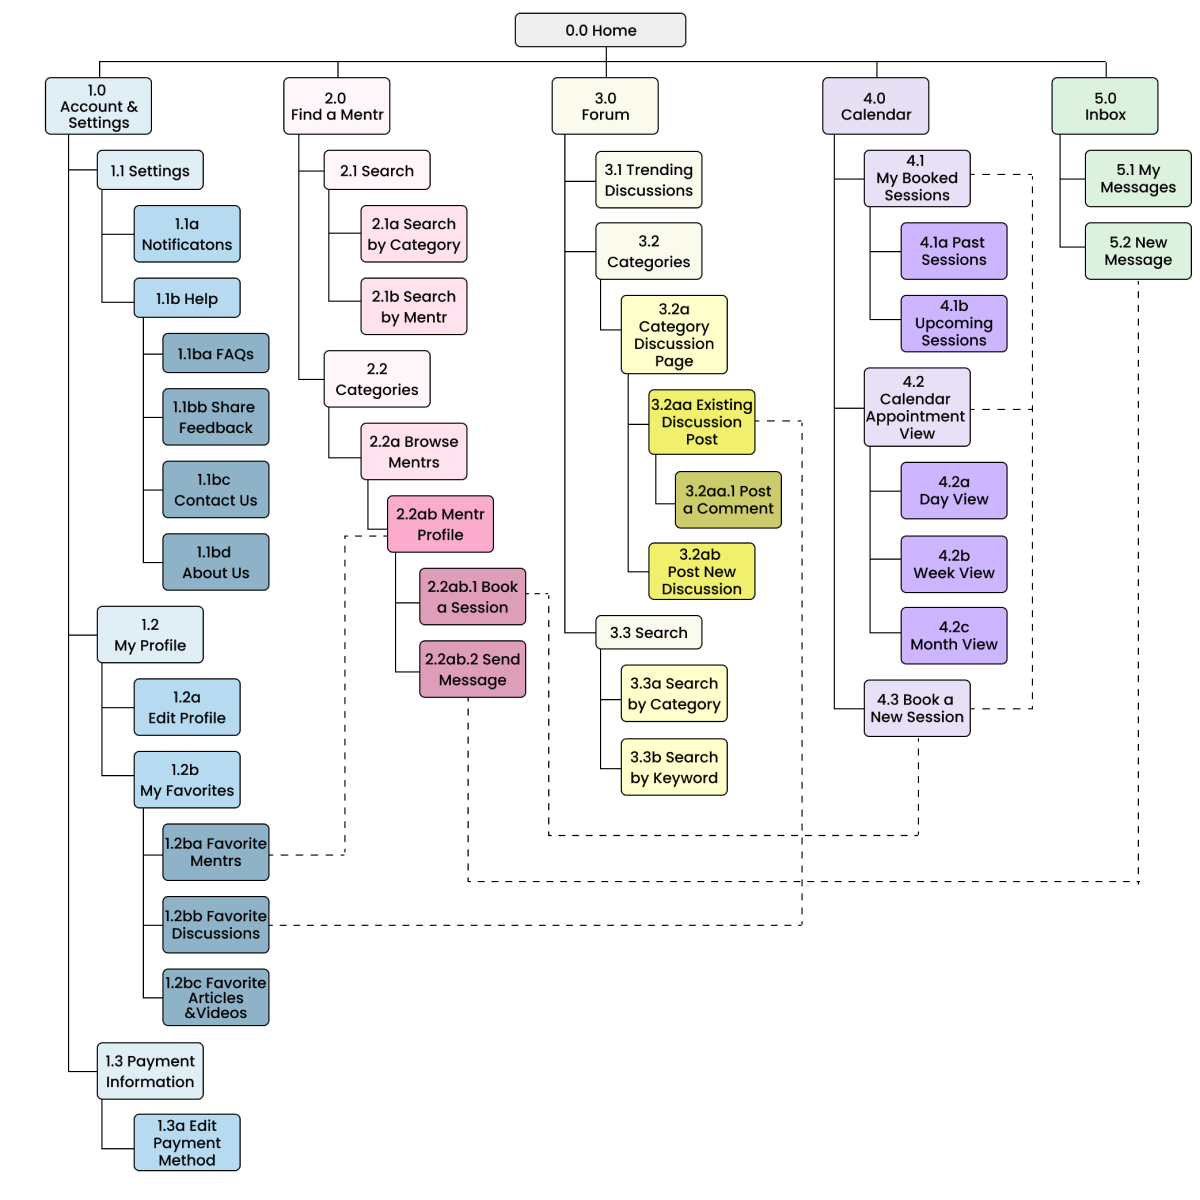 0.0 Home
1.0
Account &
Settings
1.1 Settings
1.1a
Notificatons
1.1b Help
1.1ba FAQs
1.1bb Share
Feedback
1.1bc
Contact Us
1.1bd
About Us
1.2
My Profile
1.2a
Edit Profile
1.2b
My Favorites
1.2ba Favorite
Mentrs
1.2bb Favorite
Discussions
1.2bc Favorite
Articles
&Videos
1.3 Payment
Information
1.3a Edit
Payment
Method
2.0
Find a Mentr
2.1 Search
2.1a Search
by Category
2.1b Search
by Mentr
2.2
Categories
2.2a Browse
Mentrs
2.2ab Mentr
Profile
2.2ab.1 Book
a Session
2.2ab.2 Send
Message
3.0
Forum
3.1 Trending
Discussions
3.2
Categories
3.2a
Category
Discussion
Page
3.2aa Existing
Discussion
Post
3.2aa.1 Post
a Comment
3.2ab
Post New
Discussion
3.3 Search
3.3a Search
by Category
3.3b Search
by Keyword
4.0
Calendar
4.1
My Booked
Sessions
4.1a Past
Sessions
4.1b
Upcoming
Sessions
4.2
Calendar
Appointment
View
4.2a
Day View
4.2b
Week View
4.2c
Month View
4.3 Book a
New Session
5.0
Inbox
5.1 My
Messages
5.2 New
Message